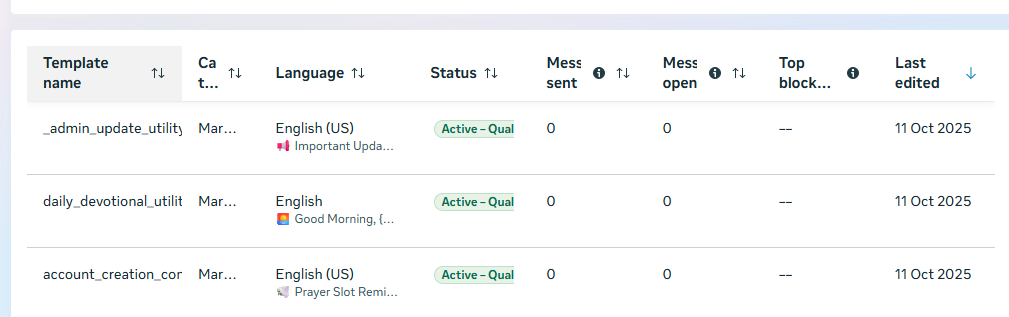 Template name
Cat...
Language
Status
Mess sent
Mess open
Top block...
Last edited
_admin_update_utility
Mar...
English (US)
Important Upda...
Active – Qual
0
0
––
11 Oct 2025
daily_devotional_utilit
Mar...
English
Good Morning, {...
Active – Qual
0
0
––
11 Oct 2025
account_creation_cor
Mar...
English (US)
Prayer Slot Remi...
Active – Qual
0
0
––
11 Oct 2025